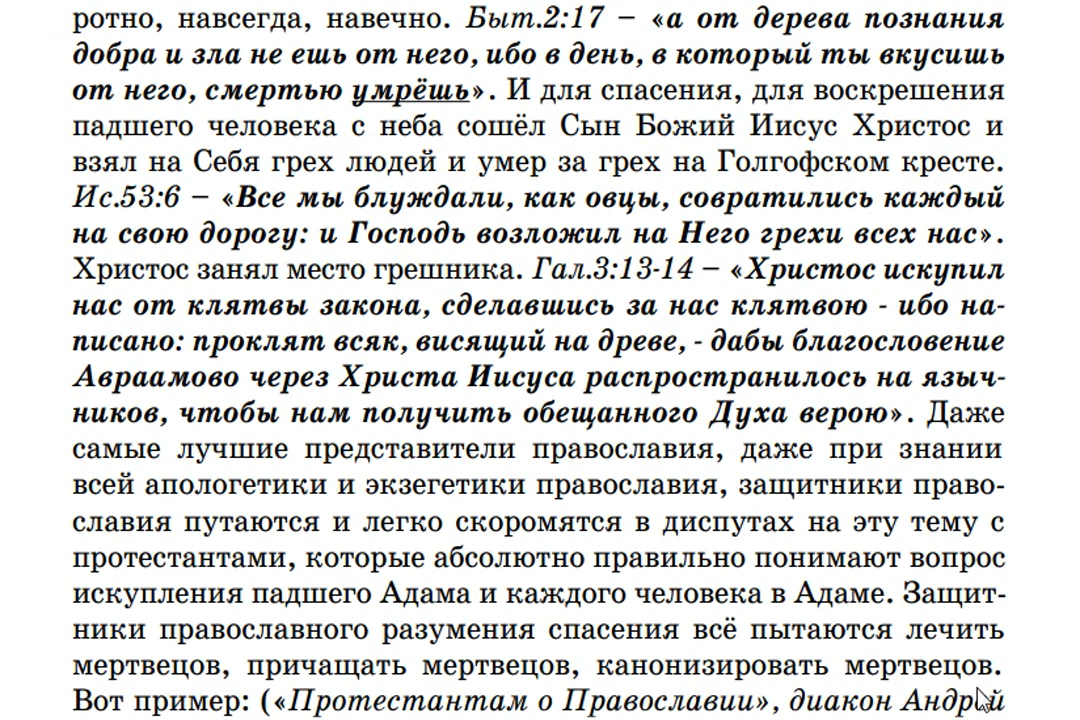 ротно, навсегда, навечно. Быт.2:17 – «а от дерева познания
добра и зла не ешь от него, ибо в день, в который ты вкусишь
от него, смертью умрёшь». И для спасения, для воскрешения
падшего человека с неба сошёл Сын Божий Иисус Христос и
взял на Себя грех людей и умер за грех на Голгофском кресте.
Ис.53:6 – «Все мы блуждали, как овцы, совратились каждый
на свою дорогу: и Господь возложил на Него грехи всех нас».
Христос занял место грешника. Гал.3:13-14 – «Христос искупил
нас от клятвы закона, сделавшись за нас клятвою - ибо на-
писано: проклят всяк, висящий на древе, - дабы благословение
Авраамово через Христа Иисуса распространилось на языч-
ников, чтобы нам получить обещанного Духа верою». Даже
самые лучшие представители православия, даже при знании
всей апологетики и экзегетики православия, защитники право-
славия путаются и легко скоромятся в диспутах на эту тему с
протестантами, которые абсолютно правильно понимают вопрос
искупления падшего Адама и каждого человека в Адаме. Защит-
ники православного разумения спасения всё пытаются лечить
мертвецов, причащать мертвецов, канонизировать мертвецов.
Вот пример: («Протестантам о Православии», диакон Андрей